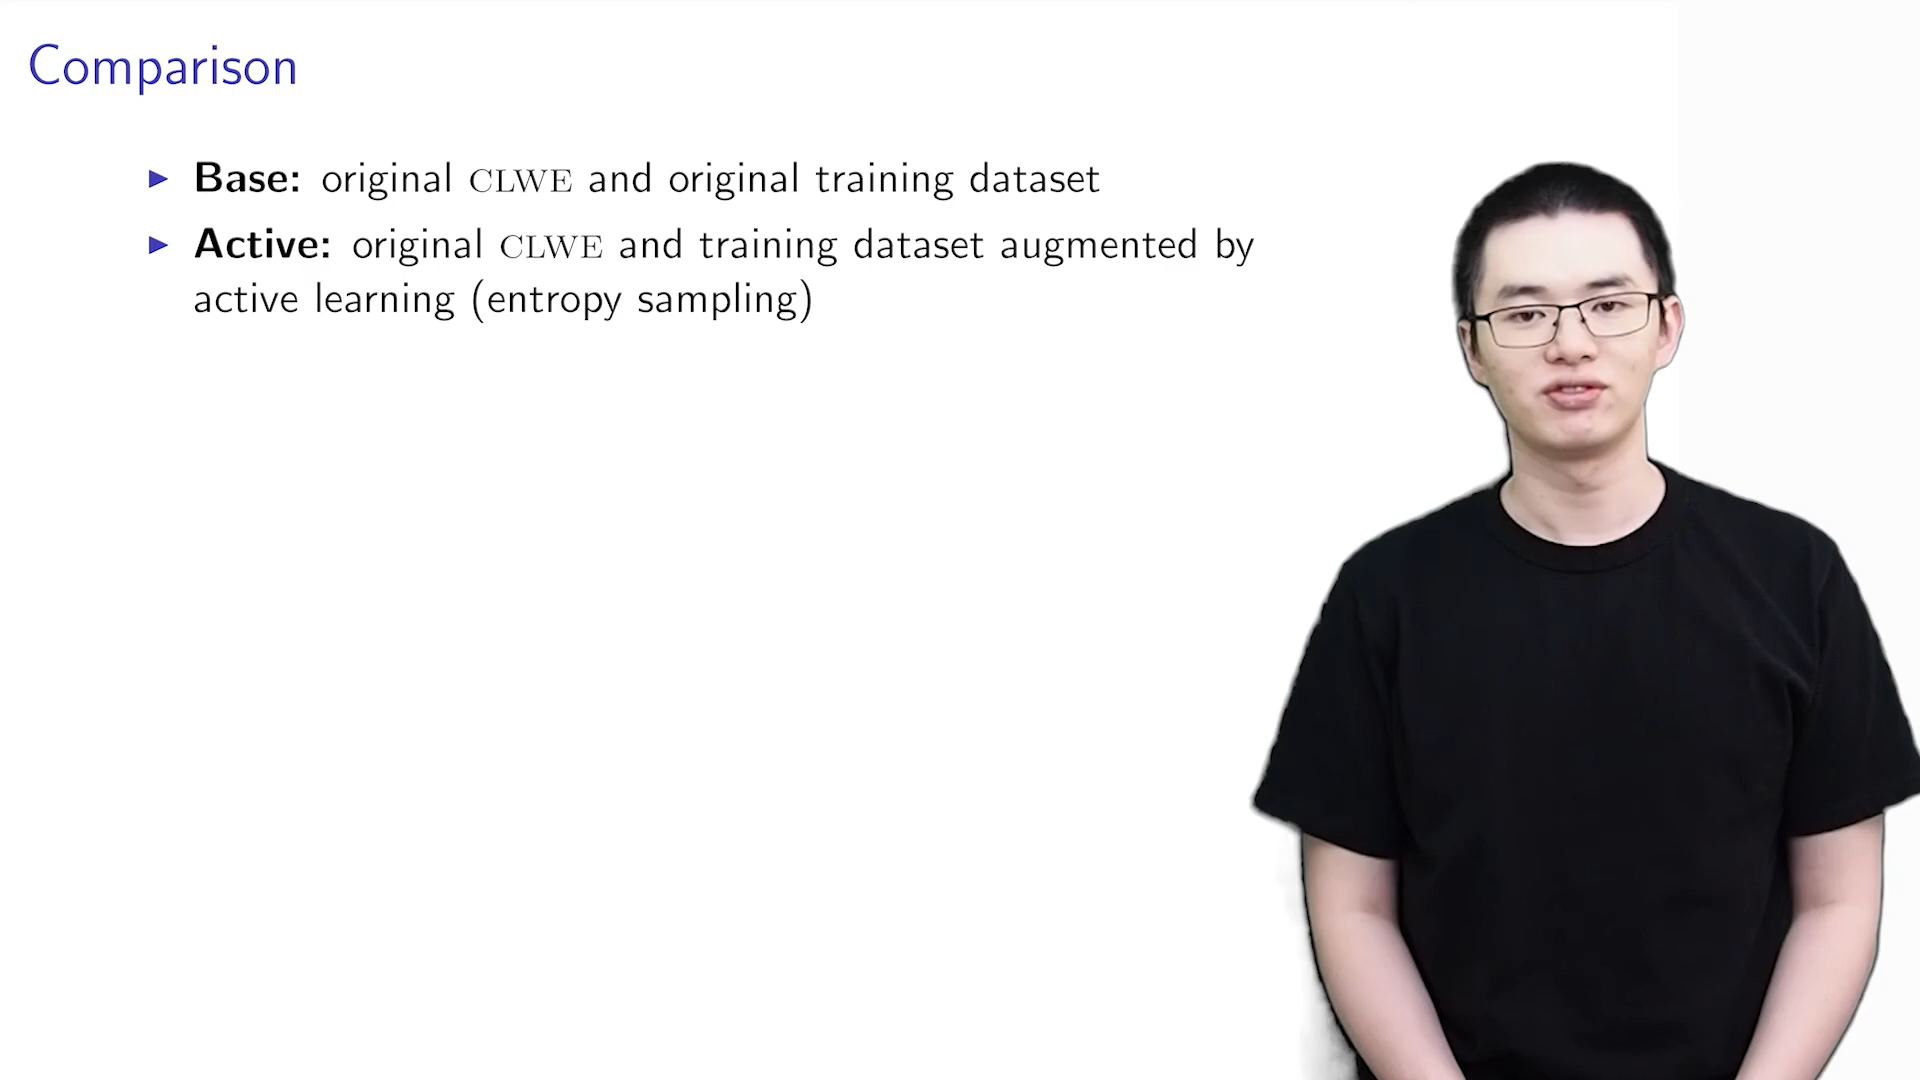 Comparison
▶ Base: original CLWE and original training dataset
▶ Active: original CLWE and training dataset augmented by
active learning (entropy sampling)